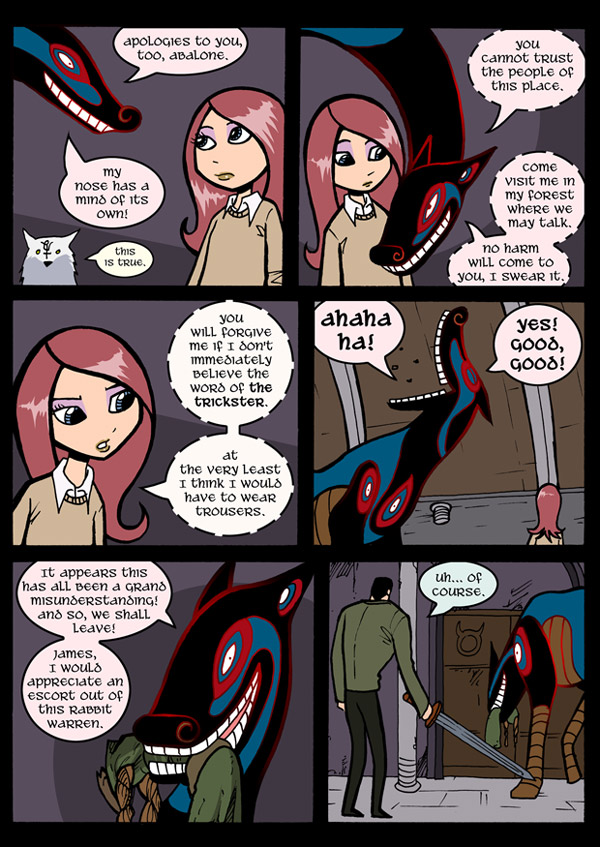 apologies to you,
too, abalone.
my
nose has a
mind of its
own!
this
is true.
you
cannot trust
the people of
this place.
come
visit me in
my forest
where we
may talk.
no harm
will come to
you, I swear it.
you
will forgive
me if I don't
immediately
believe the
word of the
trickster.
at
the very least
I think I would
have to wear
trousers.
ahaha
ha!
yes!
good,
good!
It appears this
has all been a grand
misunderstanding!
and so, we shall
leave!
James,
I would
appreciate an
escort out of
this rabbit
warren.
uh... of
course.